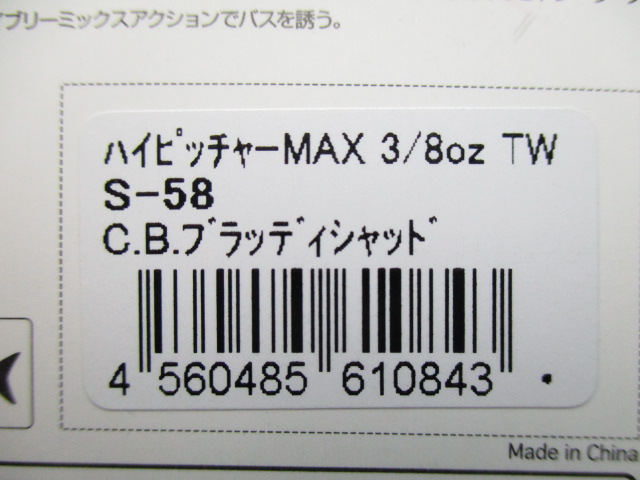 ブリーミックスアクションでバスを誘う。
ﾊｲﾋﾟｯﾁｬｰMAX 3/8oz TW
S-58
C.B.ﾌﾞﾗｯﾃﾞｨｼｬｯﾄﾞ
4 560485 610843
Made in China